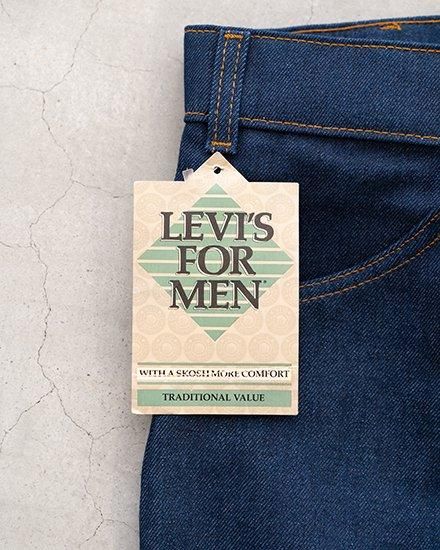 LEVI'S
FOR
MEN
WITH A SKOSH MORE COMFORT
TRADITIONAL VALUE